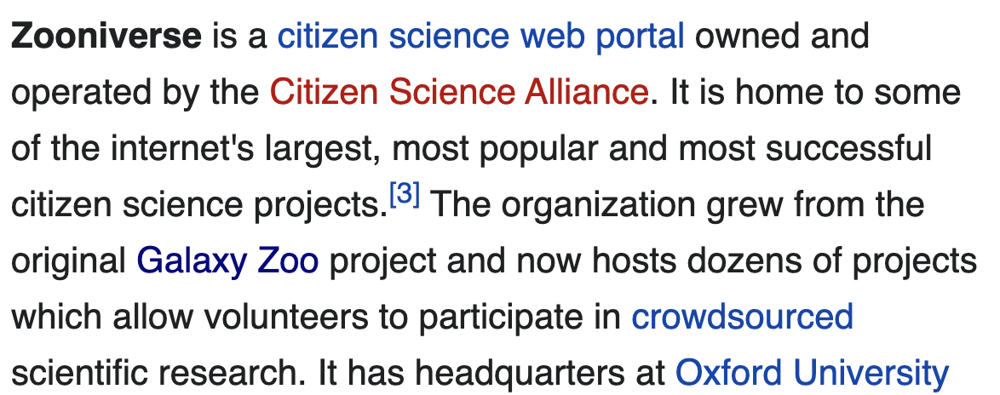 Zooniverse is a citizen science web portal owned and
operated by the Citizen Science Alliance. It is home to some
of the internet's largest, most popular and most successful
citizen science projects.[3] The organization grew from the
original Galaxy Zoo project and now hosts dozens of projects
which allow volunteers to participate in crowdsourced
scientific research. It has headquarters at Oxford University